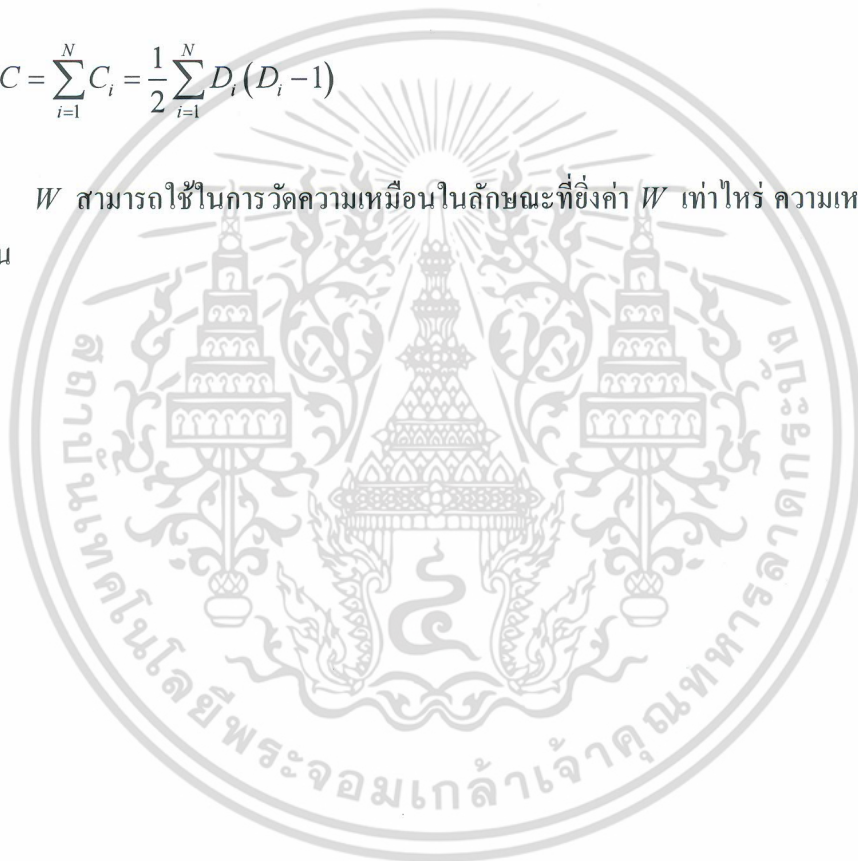 C = \sum_{i=1}^{N} C_i = \frac{1}{2} \sum_{i=1}^{N} D_i (D_i - 1)
W สามารถใช้ในการวัดความเหมือนในลักษณะที่ยิ่งค่า W เท่าไหร่ ความเห
น
สถาบันเทคโนโลยีพระจอมเกล้าเจ้าคุณทหารลาดกระบัง